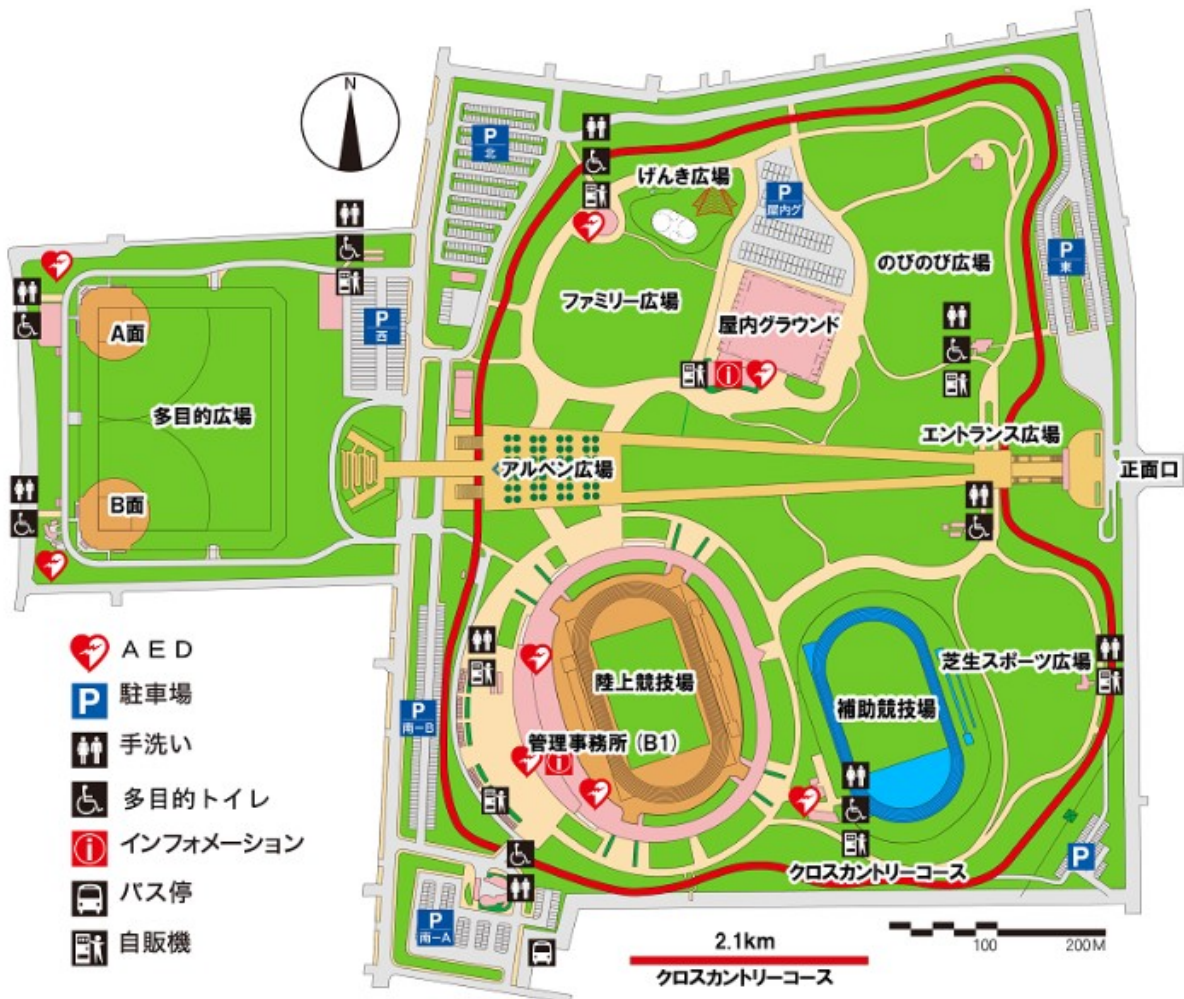 N
P
北
げんき広場
P
屋内グ
のびのび広場
P
東
ファミリー広場
屋内グラウンド
A面
P
西
多目的広場
エントランス広場
アルペン広場
正面口
B面
AED
P
駐車場
手洗い
多目的トイレ
i
インフォメーション
バス停
自販機
陸上競技場
芝生スポーツ広場
補助競技場
P
南-B
管理事務所 (B1)
i
i
P
クロスカントリーコース
P
南-A
2.1km
クロスカントリーコース
100
200M